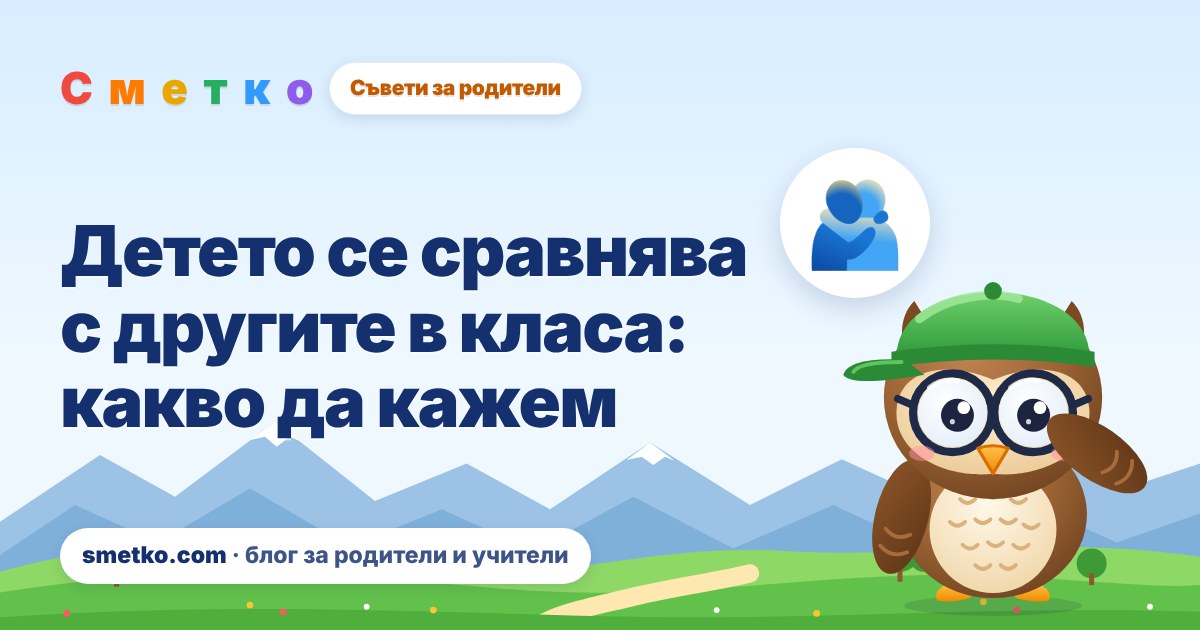 Сметко
Съвети за родители
Детето се сравнява
с другите в класа:
какво да кажем
smetko.com · блог за родители и учители